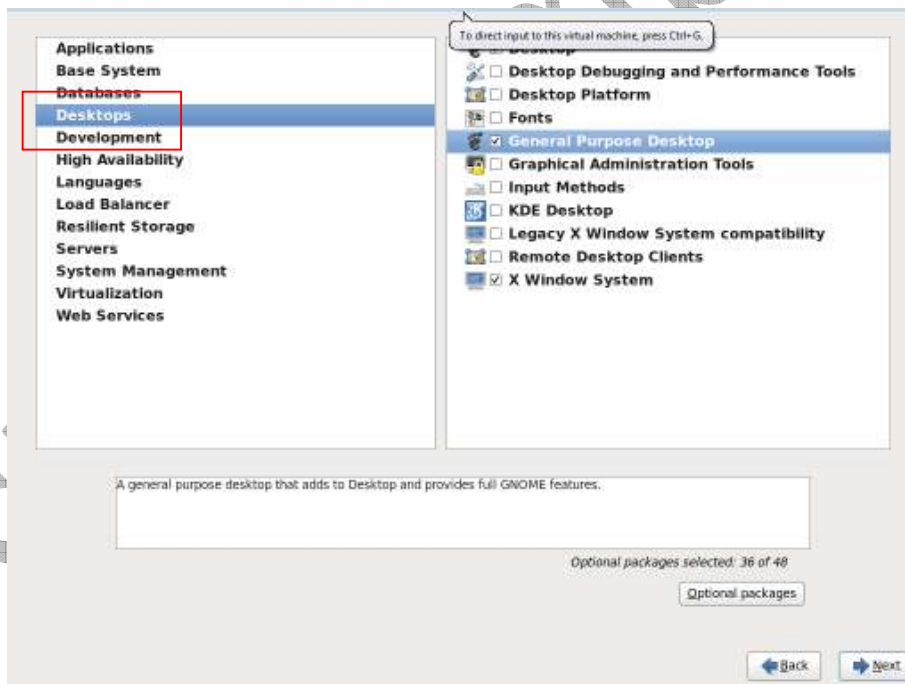 To direct input to this virtual machine, press Ctrl+G.
Applications
Base System
Databases
Desktops
Development
High Availability
Languages
Load Balancer
Resilient Storage
Servers
System Management
Virtualization
Web Services
Desktop
Desktop Debugging and Performance Tools
Desktop Platform
Fonts
General Purpose Desktop
Graphical Administration Tools
Input Methods
KDE Desktop
Legacy X Window System compatibility
Remote Desktop Clients
X Window System
A general purpose desktop that adds to Desktop and provides full GNOME features.
Optional packages selected: 36 of 48
Optional packages
Back
Next